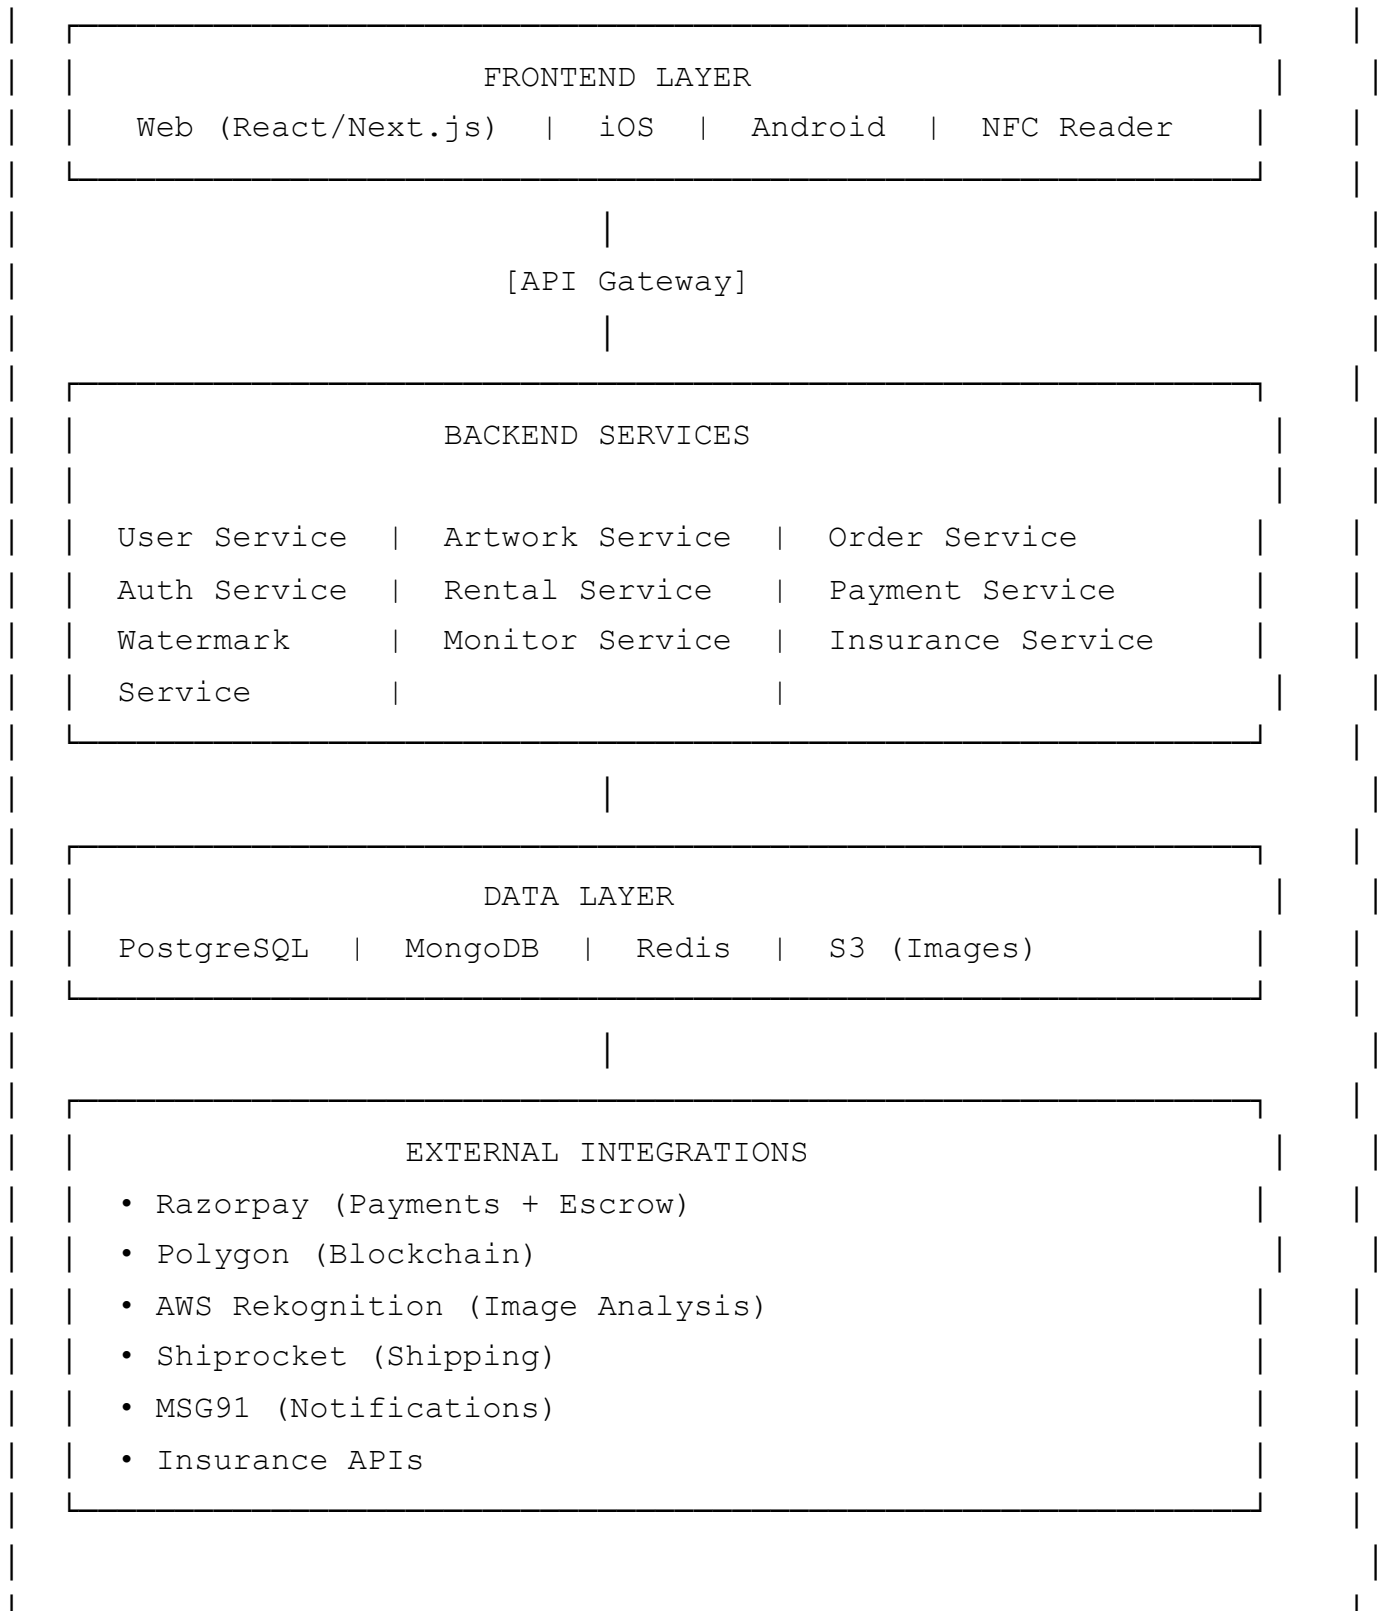 FRONTEND LAYER
Web (React/Next.js) | iOS | Android | NFC Reader
[API Gateway]
BACKEND SERVICES
User Service | Artwork Service | Order Service
Auth Service | Rental Service | Payment Service
Watermark | Monitor Service | Insurance Service
Service | |
DATA LAYER
PostgreSQL | MongoDB | Redis | S3 (Images)
EXTERNAL INTEGRATIONS
• Razorpay (Payments + Escrow)
• Polygon (Blockchain)
• AWS Rekognition (Image Analysis)
• Shiprocket (Shipping)
• MSG91 (Notifications)
• Insurance APIs